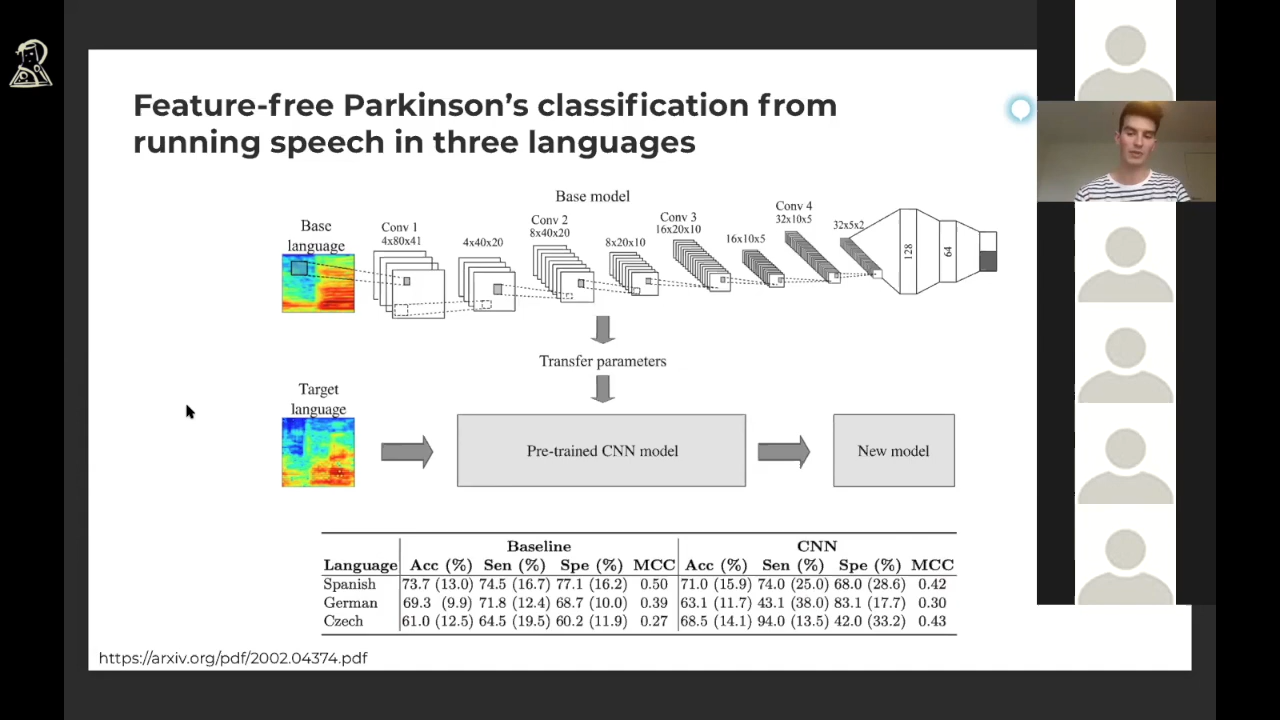 Feature-free Parkinson's classification from
running speech in three languages
Base model
Base
language
Conv 1
4x80x41
4x40x20
Conv 2
8x40x20
8x20x10
Conv 3
16x20x10
16x10x5
Conv 4
32x10x5
32x5x2
128
64
Transfer parameters
Target
language
Pre-trained CNN model
New model
Baseline CNN
Language Acc (%) Sen (%) Spe (%) MCC Acc (%) Sen (%) Spe (%) MCC
Spanish 73.7 (13.0) 74.5 (16.7) 77.1 (16.2) 0.50 71.0 (15.9) 74.0 (25.0) 68.0 (28.6) 0.42
German 69.3 (9.9) 71.8 (12.4) 68.7 (10.0) 0.39 63.1 (11.7) 43.1 (38.0) 83.1 (17.7) 0.30
Czech 61.0 (12.5) 64.5 (19.5) 60.2 (11.9) 0.27 68.5 (14.1) 94.0 (13.5) 42.0 (33.2) 0.43
https://arxiv.org/pdf/2002.04374.pdf